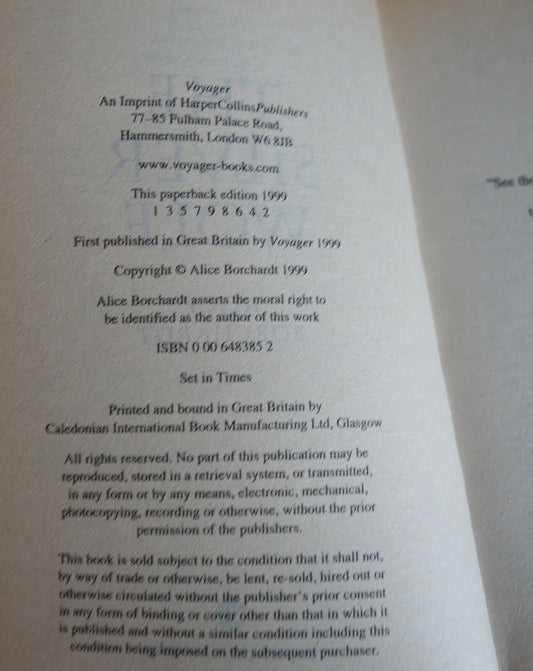 Voyager
An Imprint of HarperCollinsPublishers
77–85 Fulham Palace Road,
Hammersmith, London W6 8JB
www.voyager-books.com
This paperback edition 1999
1 3 5 7 9 8 6 4 2
First published in Great Britain by Voyager 1999
Copyright © Alice Borchardt 1999
Alice Borchardt asserts the moral right to
be identified as the author of this work
ISBN 0 00 648385 2
Set in Times
Printed and bound in Great Britain by
Caledonian International Book Manufacturing Ltd, Glasgow
All rights reserved. No part of this publication may be
reproduced, stored in a retrieval system, or transmitted,
in any form or by any means, electronic, mechanical,
photocopying, recording or otherwise, without the prior
permission of the publishers.
This book is sold subject to the condition that it shall not,
by way of trade or otherwise, be lent, re-sold, hired out or
otherwise circulated without the publisher's prior consent
in any form of binding or cover other than that in which it
is published and without a similar condition including this
condition being imposed on the subsequent purchaser.
"See the